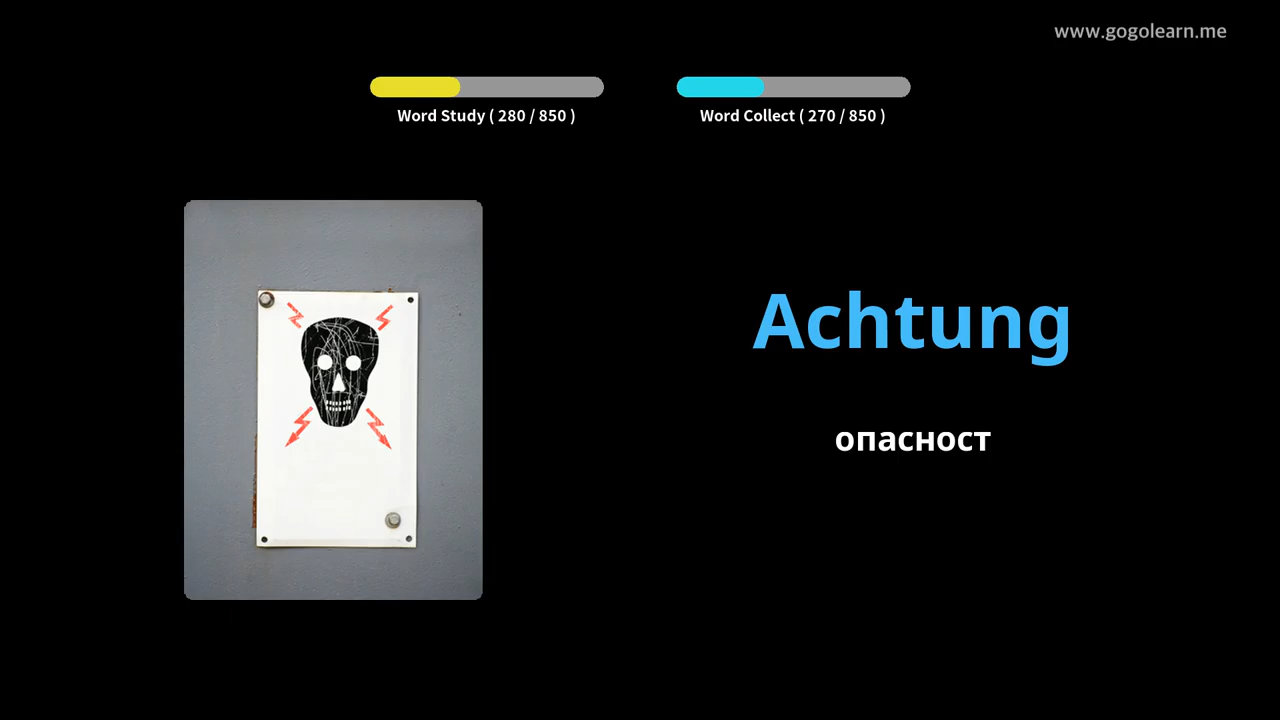 www.gogolearn.me
Word Study ( 280 / 850 )
Word Collect ( 270 / 850 )
Achtung
опасност